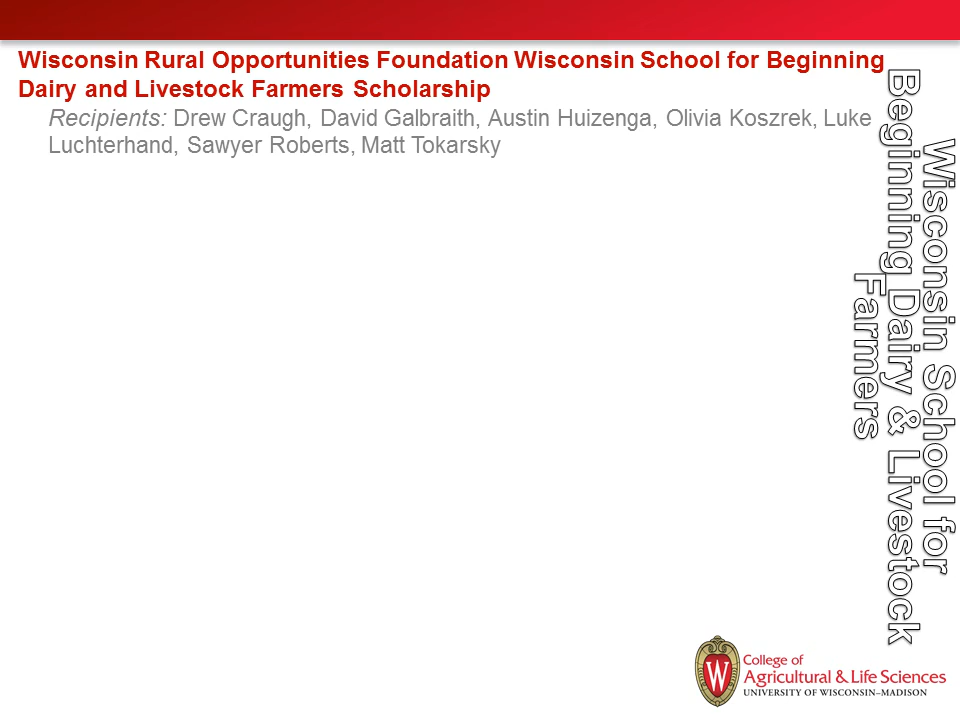 Wisconsin Rural Opportunities Foundation Wisconsin School for Beginning
Dairy and Livestock Farmers Scholarship
Recipients: Drew Craugh, David Galbraith, Austin Huizenga, Olivia Koszrek, Luke
Luchterhand, Sawyer Roberts, Matt Tokarsky
Wisconsin School for
Beginning Dairy & Livestock
Farmers
W
College of
Agricultural & Life Sciences
UNIVERSITY OF WISCONSIN–MADISON